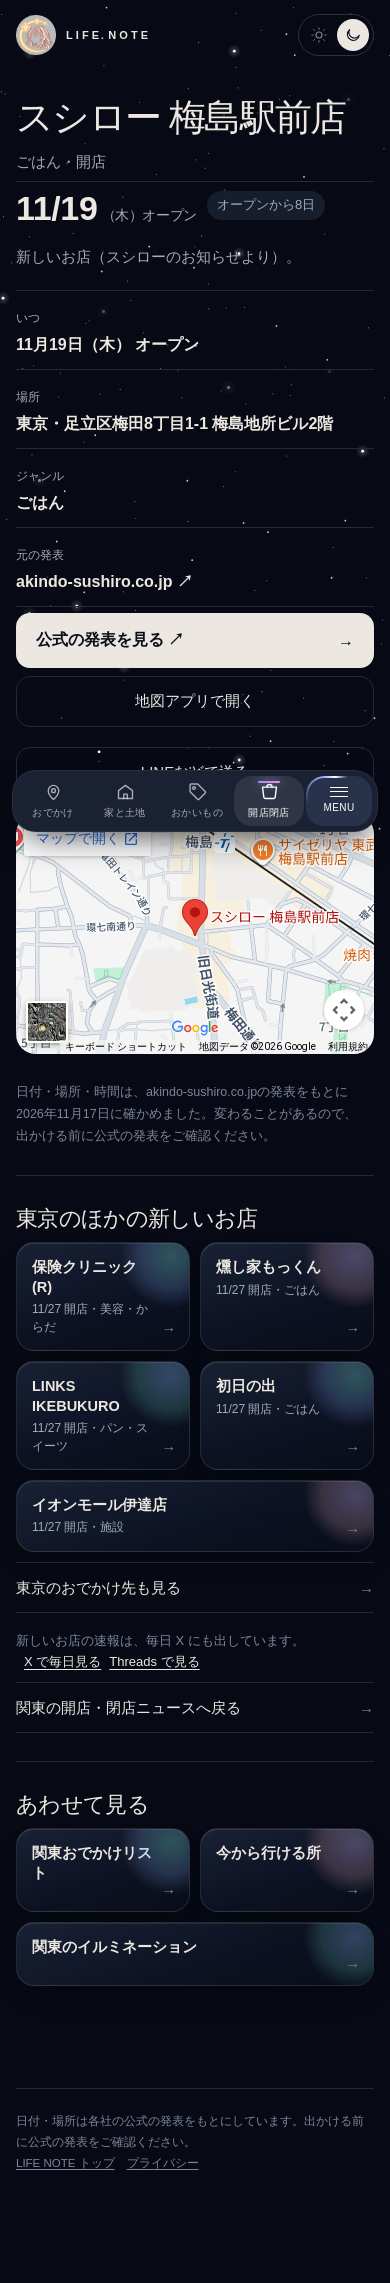 LIFE.NOTE
スシロー 梅島駅前店
ごはん・開店
11/19 （木）オープン オープンから8日
新しいお店（スシローのお知らせより）。
いつ
11月19日（木） オープン
場所
東京・足立区梅田8丁目1-1 梅島地所ビル2階
ジャンル
ごはん
元の発表
akindo-sushiro.co.jp ↗
公式の発表を見る ↗ →
地図アプリで開く
おでかけ 家と土地 おかいもの 開店閉店 MENU
マップで開く
梅島
サイゼリヤ 東武
梅島駅前店
環七南通り
スシロー 梅島駅前店
旧日光街道
梅田通
焼肉
Google
キーボード ショートカット 地図データ ©2026 Google 利用規約
日付・場所・時間は、akindo-sushiro.co.jpの発表をもとに
2026年11月17日に確かめました。変わることがあるので、
出かける前に公式の発表をご確認ください。
東京のほかの新しいお店
保険クリニック
(R)
11/27 開店・美容・か
らだ →
燻し家もっくん
11/27 開店・ごはん
→
LINKS
IKEBUKURO
11/27 開店・パン・ス
イーツ →
初日の出
11/27 開店・ごはん
→
イオンモール伊達店
11/27 開店・施設 →
東京のおでかけ先も見る →
新しいお店の速報は、毎日 X にも出しています。
X で毎日見る Threads で見る
関東の開店・閉店ニュースへ戻る →
あわせて見る
関東おでかけリス
ト →
今から行ける所
→
関東のイルミネーション
→
日付・場所は各社の公式の発表をもとにしています。出かける前
に公式の発表をご確認ください。
LIFE NOTE トップ プライバシー